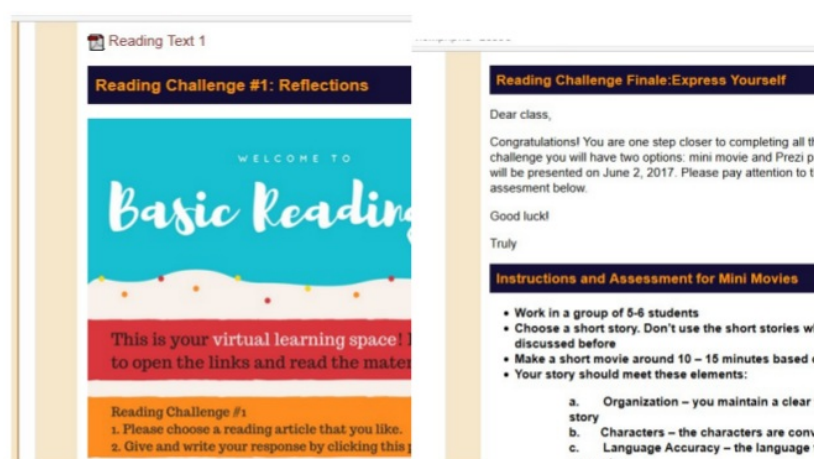 Reading Text 1
Reading Challenge #1: Reflections
WELCOME TO
Basic Reading
This is your virtual learning space!
to open the links and read the mater
Reading Challenge #1
1. Please choose a reading article that you like.
2. Give and write your response by clicking this
Reading Challenge Finale:Express Yourself
Dear class,
Congratulations! You are one step closer to completing all th
challenge you will have two options: mini movie and Prezi p
will be presented on June 2, 2017. Please pay attention to t
assesment below.
Good luck!
Truly
Instructions and Assessment for Mini Movies
• Work in a group of 5-6 students
• Choose a short story. Don't use the short stories w
discussed before
• Make a short movie around 10 – 15 minutes based
• Your story should meet these elements:
a. Organization – you maintain a clear
story
b. Characters – the characters are conv
c. Language Accuracy – the language